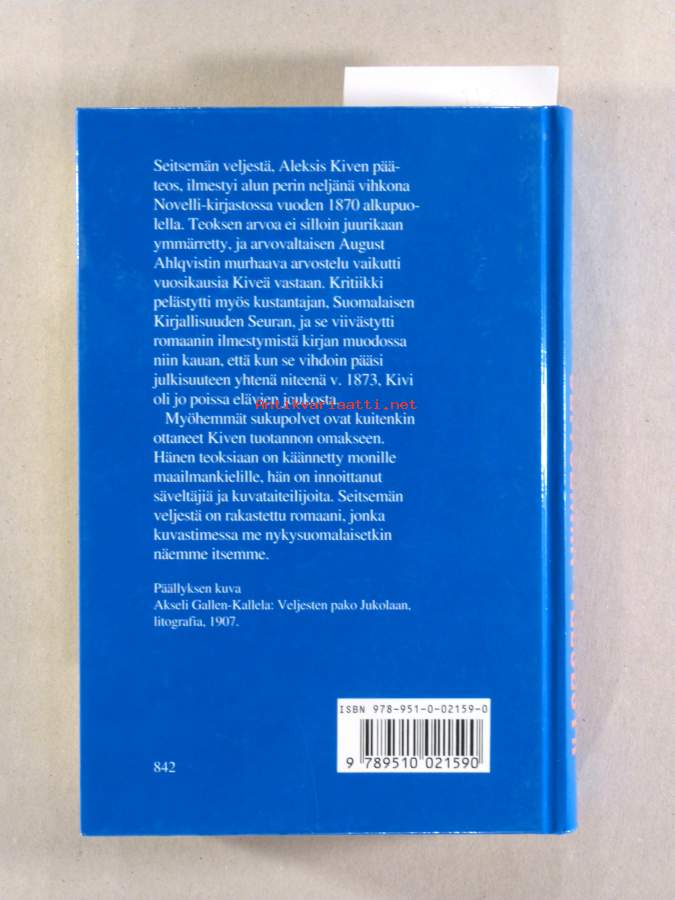 Seitsemän veljestä, Aleksis Kiven pää-
teos, ilmestyi alun perin neljänä vihkona
Novelli-kirjastossa vuoden 1870 alkupuo-
lella. Teoksen arvoa ei silloin juurikaan
ymmärretty, ja arvovaltaisen August
Ahlqvistin murhaava arvostelu vaikutti
vuosikausia Kiveä vastaan. Kritiikki
pelästytti myös kustantajan, Suomalaisen
Kirjallisuuden Seuran, ja se viivästytti
romaanin ilmestymistä kirjan muodossa
niin kauan, että kun se vihdoin pääsi
julkisuuteen yhtenä niteenä v. 1873, Kivi
oli jo poissa elävien joukosta.
Antikvariaatti.net
Myöhemmät sukupolvet ovat kuitenkin
ottaneet Kiven tuotannon omakseen.
Hänen teoksiaan on käännetty monille
maailmankielille, hän on innoittanut
säveltäjiä ja kuvataiteilijoita. Seitsemän
veljestä on rakastettu romaani, jonka
kuvastimessa me nykysuomalaisetkin
näemme itsemme.
Päällyksen kuva
Akseli Gallen-Kallela: Veljesten pako Jukolaan,
litografia, 1907.
ISBN 978-951-0-02159-0
9 789510 021590
842